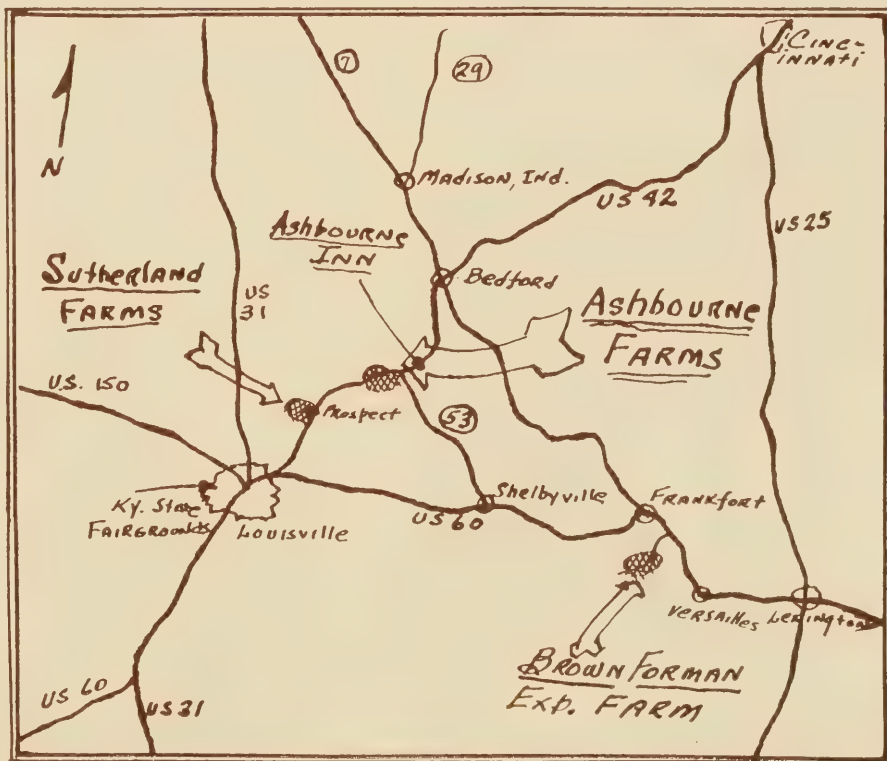 CINC-
INNATI
7
29
N
MADISON, IND.
US 42
US 25
ASHBOURNE
INN
SUTHERLAND
FARMS
US
31
Bedford
ASHBOURNE
FARMS
U.S. 150
Prospect
53
Ky. State
FAIRGROUNDS
LOUISVILLE
Shelbyville
US 60
FRANKFORT
VERSAILLES
LEXINGTON
BROWN FORMAN
EXP. FARM
US 60
US 31